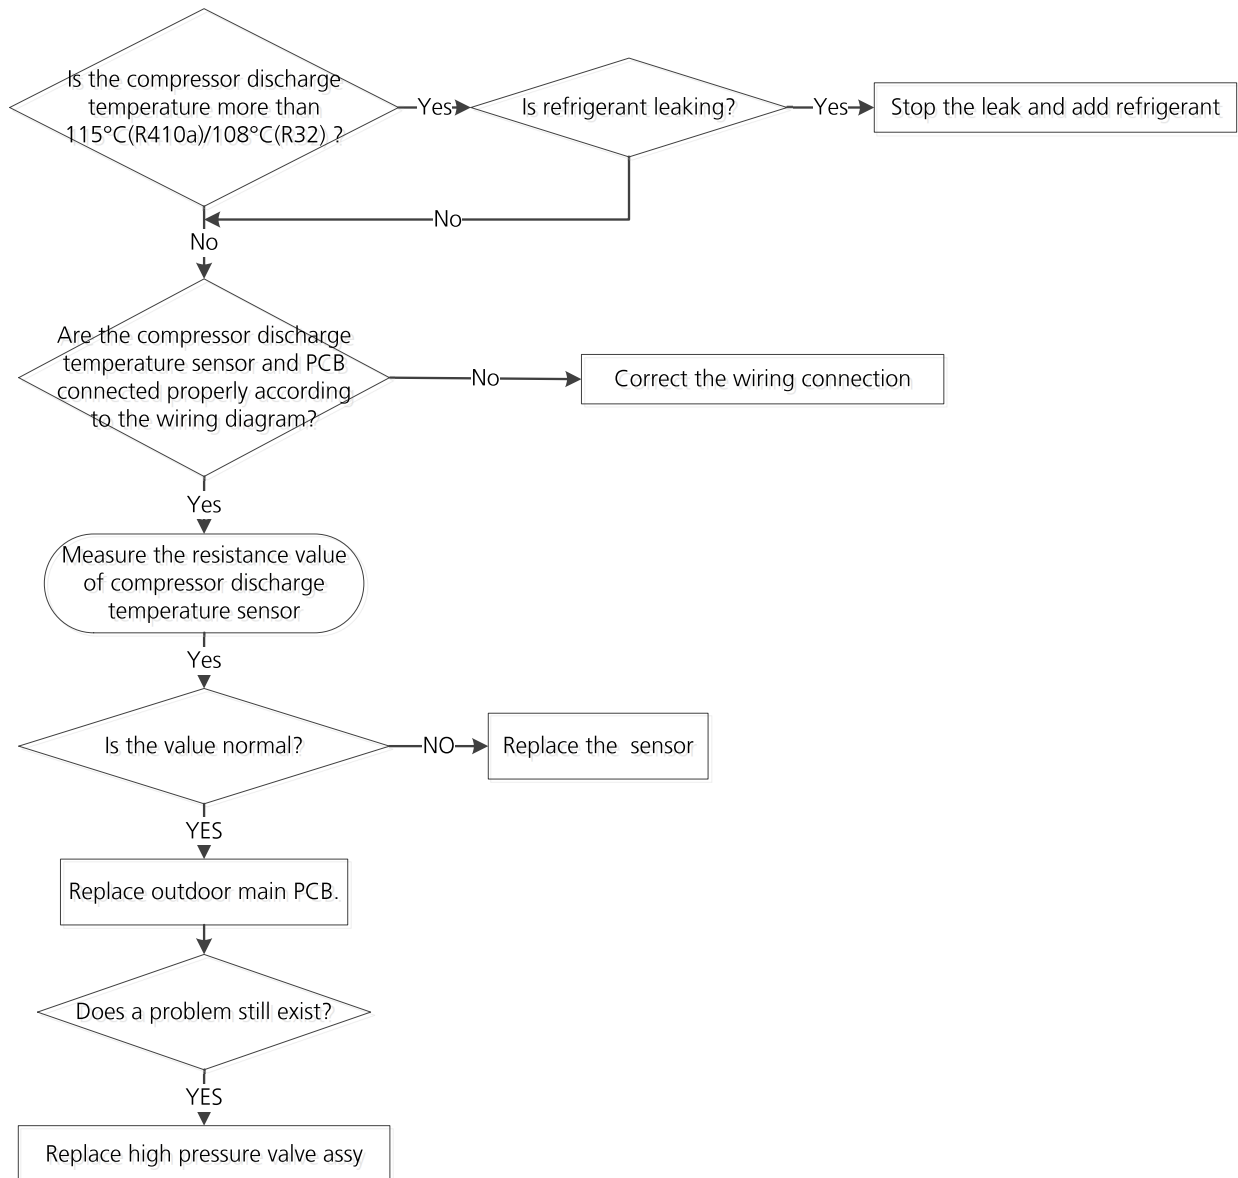 Is the compressor discharge
temperature more than
115°C(R410a)/108°C(R32) ?
Yes
Is refrigerant leaking?
Yes
Stop the leak and add refrigerant
No
No
Are the compressor discharge
temperature sensor and PCB
connected properly according
to the wiring diagram?
No
Correct the wiring connection
Yes
Measure the resistance value
of compressor discharge
temperature sensor
Yes
Is the value normal?
NO
Replace the  sensor
YES
Replace outdoor main PCB.
Does a problem still exist?
YES
Replace high pressure valve assy